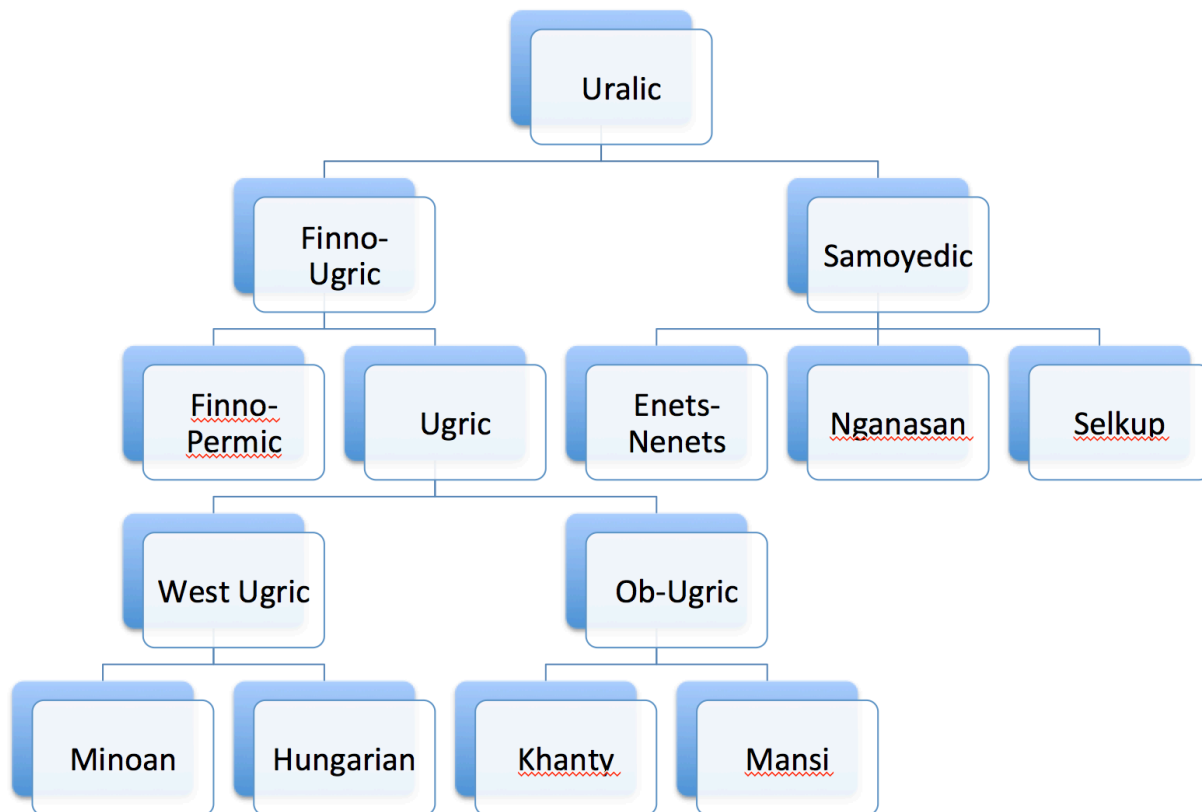 Uralic
Finno-
Ugric
Samoyedic
Finno-
Permic
Ugric
Enets-
Nenets
Nganasan
Selkup
West Ugric
Ob-Ugric
Minoan
Hungarian
Khanty
Mansi